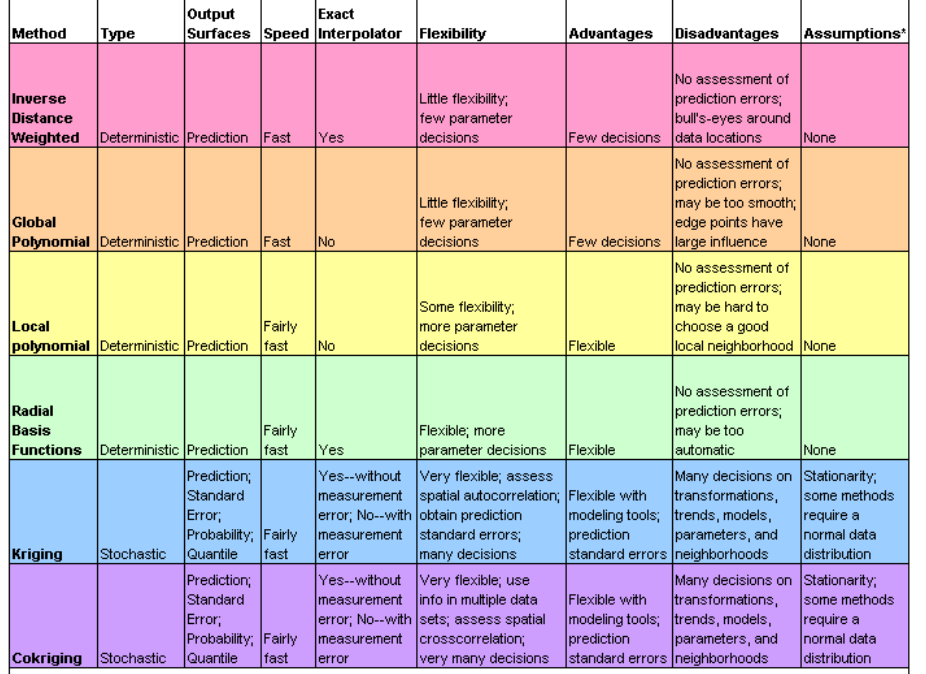 Method Type Output Surfaces Speed Exact Interpolator Flexibility Advantages Disadvantages Assumptions*
Inverse Distance Weighted Deterministic Prediction Fast Yes Little flexibility; few parameter decisions Few decisions No assessment of prediction errors; bull's-eyes around data locations None
Global Polynomial Deterministic Prediction Fast No Little flexibility; few parameter decisions Few decisions No assessment of prediction errors; may be too smooth; edge points have large influence None
Local polynomial Deterministic Prediction Fairly fast No Some flexibility; more parameter decisions Flexible No assessment of prediction errors; may be hard to choose a good local neighborhood None
Radial Basis Functions Deterministic Prediction Fairly fast Yes Flexible; more parameter decisions Flexible No assessment of prediction errors; may be too automatic None
Kriging Stochastic Prediction; Standard Error; Probability; Quantile Fairly fast Yes--without measurement error; No--with measurement error Very flexible; assess spatial autocorrelation; obtain prediction standard errors; many decisions Flexible with modeling tools; prediction standard errors Many decisions on transformations, trends, models, parameters, and neighborhoods Stationarity; some methods require a normal data distribution
Cokriging Stochastic Prediction; Standard Error; Probability; Quantile Fairly fast Yes--without measurement error; No--with measurement error Very flexible; use info in multiple data sets; assess spatial crosscorrelation; very many decisions Flexible with modeling tools; prediction standard errors Many decisions on transformations, trends, models, parameters, and neighborhoods Stationarity; some methods require a normal data distribution